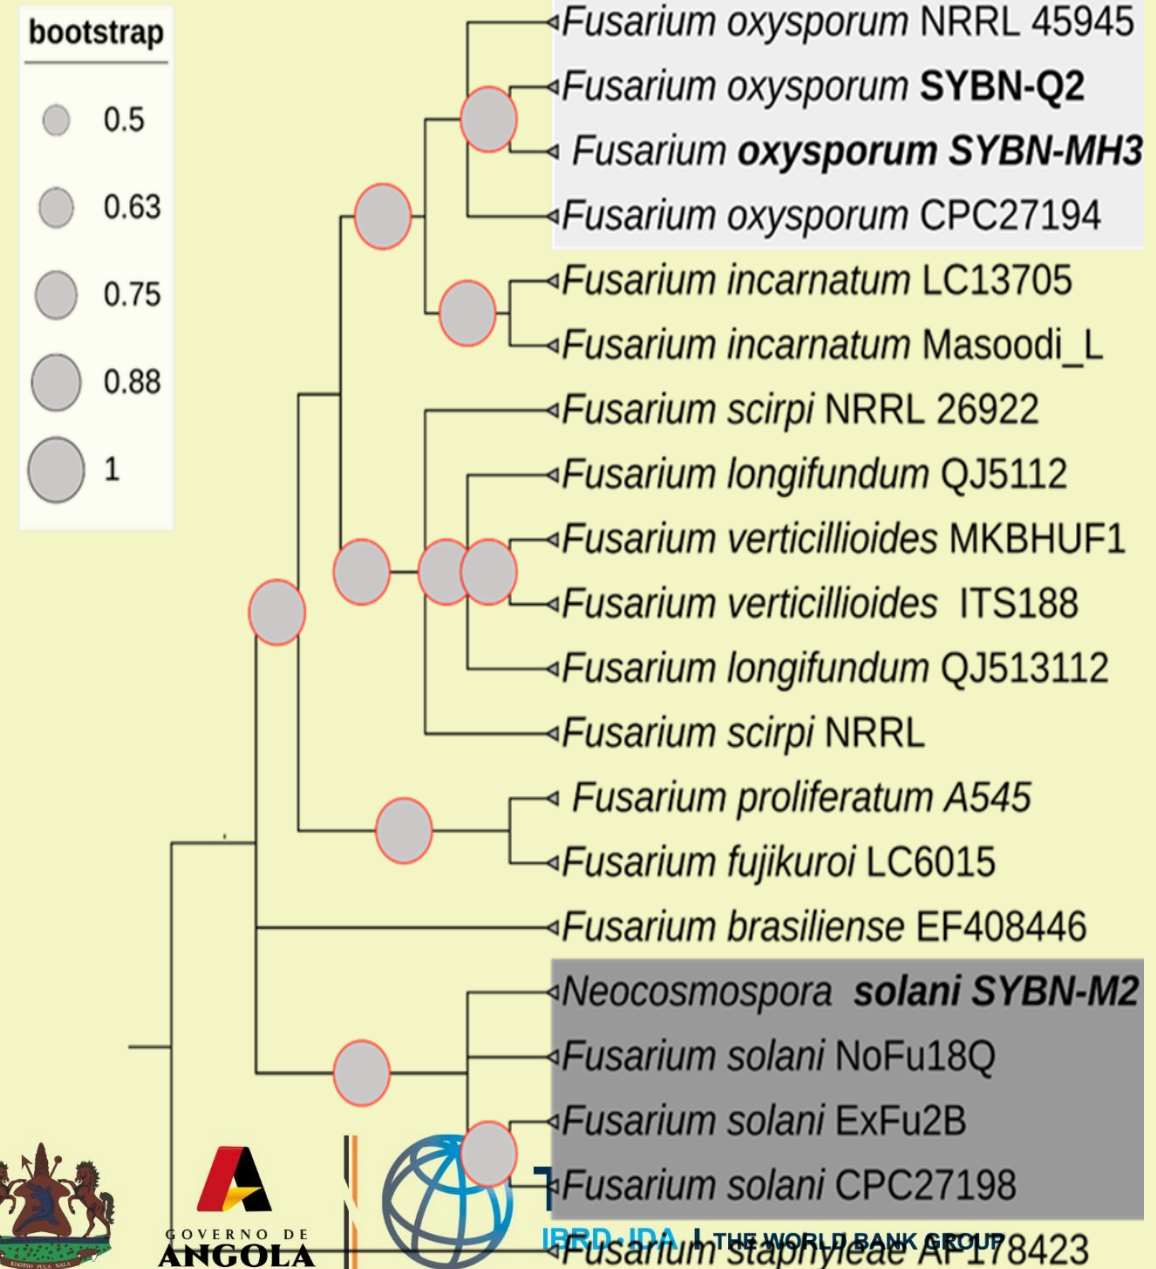 bootstrap
0.5
0.63
0.75
0.88
1
Fusarium oxysporum NRRL 45945
Fusarium oxysporum SYBN-Q2
Fusarium oxysporum SYBN-MH3
Fusarium oxysporum CPC27194
Fusarium incarnatum LC13705
Fusarium incarnatum Masoodi_L
Fusarium scirpi NRRL 26922
Fusarium longifundum QJ5112
Fusarium verticillioides MKBHUF1
Fusarium verticillioides ITS188
Fusarium longifundum QJ513112
Fusarium scirpi NRRL
Fusarium proliferatum A545
Fusarium fujikuroi LC6015
Fusarium brasiliense EF408446
Neocosmospora solani SYBN-M2
Fusarium solani NoFu18Q
Fusarium solani ExFu2B
Fusarium solani CPC27198
Fusarium staphyleae AF178423
GOVERNO DE
ANGOLA
T
IBRD • IDA | THE WORLD BANK GROUP